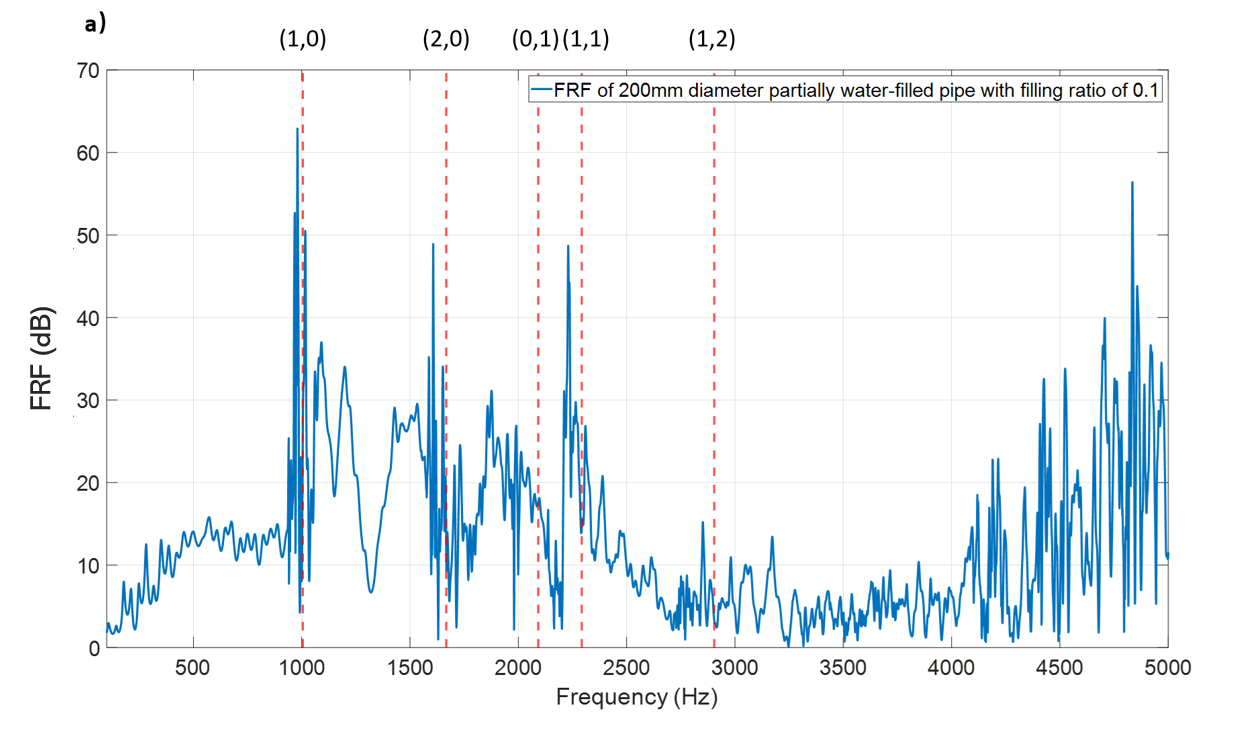 a)
(1,0) (2,0) (0,1) (1,1) (1,2)
FRF of 200mm diameter partially water-filled pipe with filling ratio of 0.1
70
60
50
40
30
20
10
0
FRF (dB)
500 1000 1500 2000 2500 3000 3500 4000 4500 5000
Frequency (Hz)